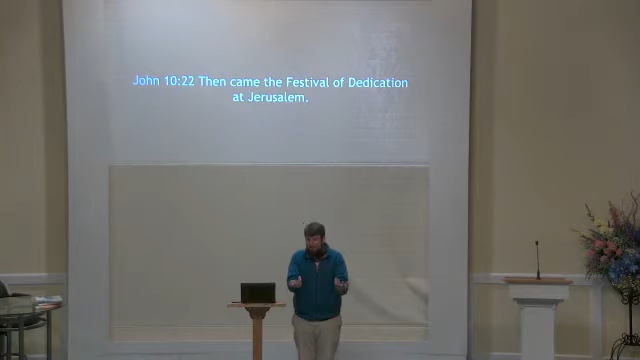 John 10:22 Then came the Festival of Dedication
at Jerusalem.